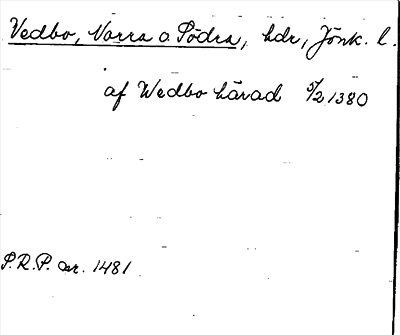 Vedbo, Norra o Södra, hdr, Jönk. l.
af Wedbo härad 5/2 1380
S.R.P. nr. 1481